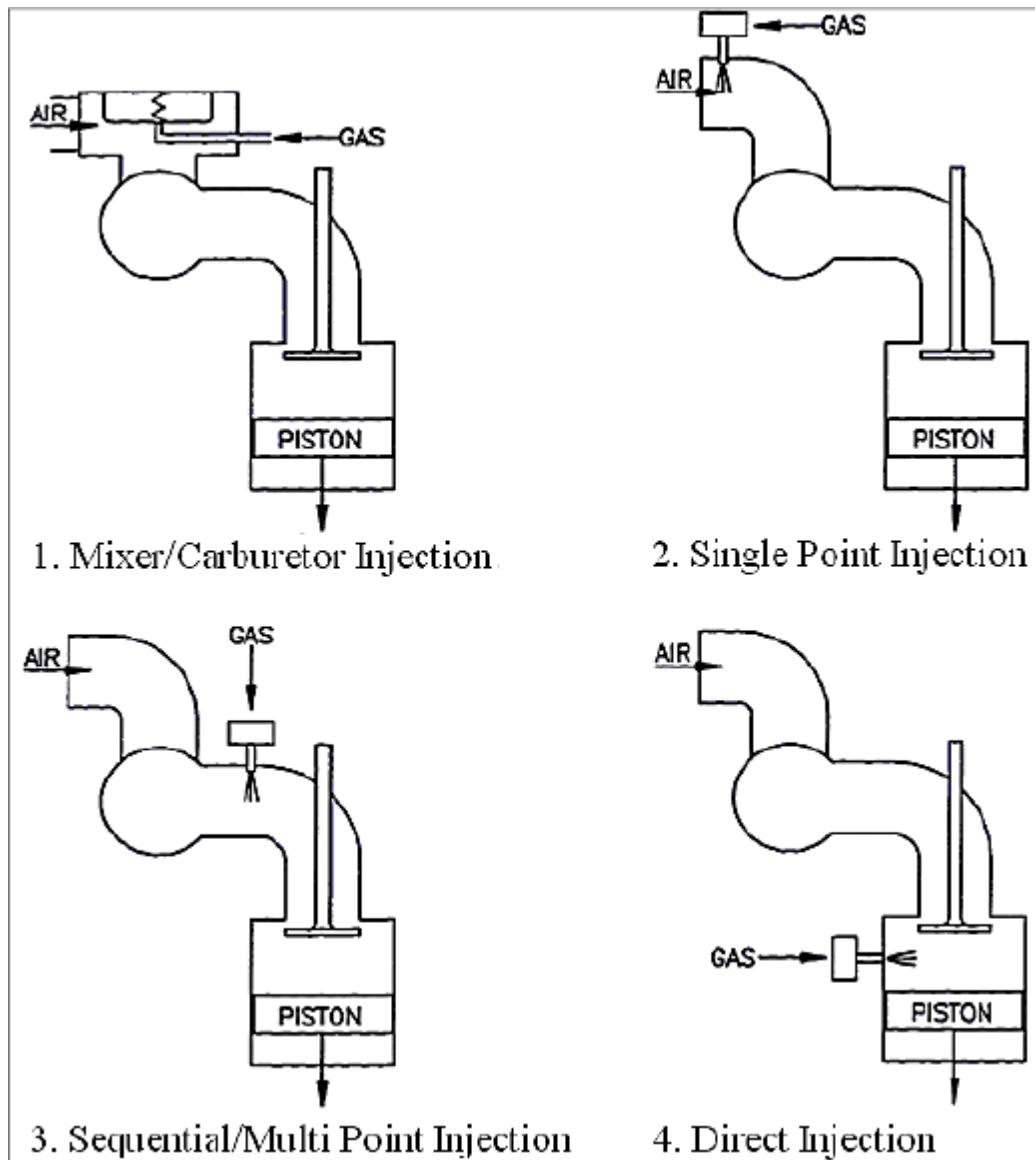 AIR
GAS
PISTON
1. Mixer/Carburetor Injection
GAS
AIR
PISTON
2. Single Point Injection
AIR
GAS
PISTON
3. Sequential/Multi Point Injection
AIR
GAS
PISTON
4. Direct Injection